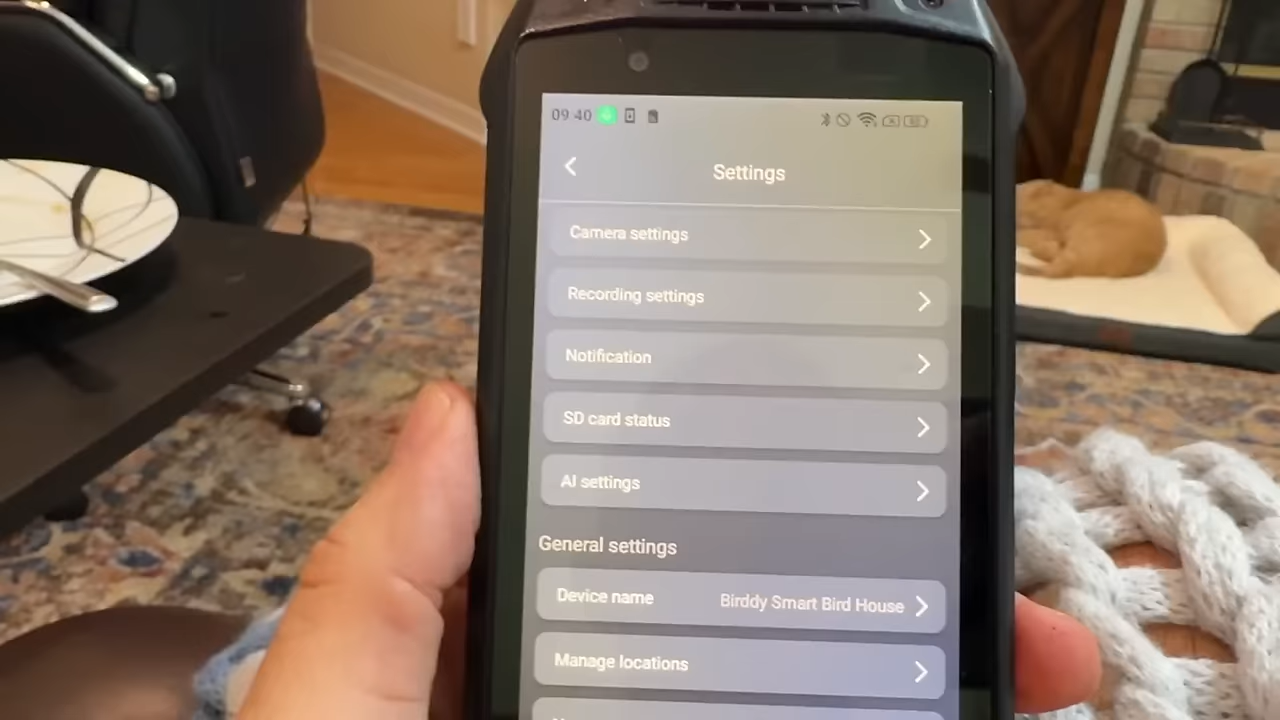 09:40
Settings
Camera settings
Recording settings
Notification
SD card status
AI settings
General settings
Device name Birddy Smart Bird House
Manage locations